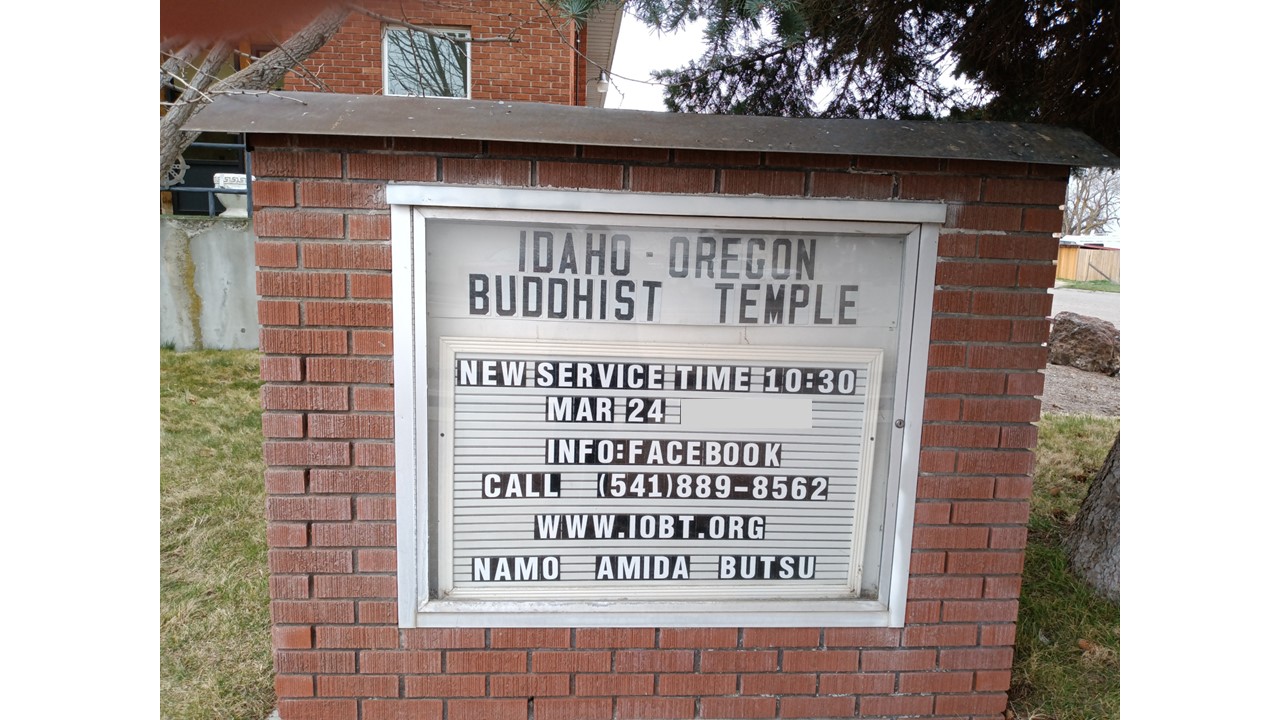 IDAHO - OREGON
BUDDHIST TEMPLE
NEW SERVICE TIME 10:30
MAR 24
INFO:FACEBOOK
CALL (541)889-8562
WWW.IOBT.ORG
NAMO AMIDA BUTSU